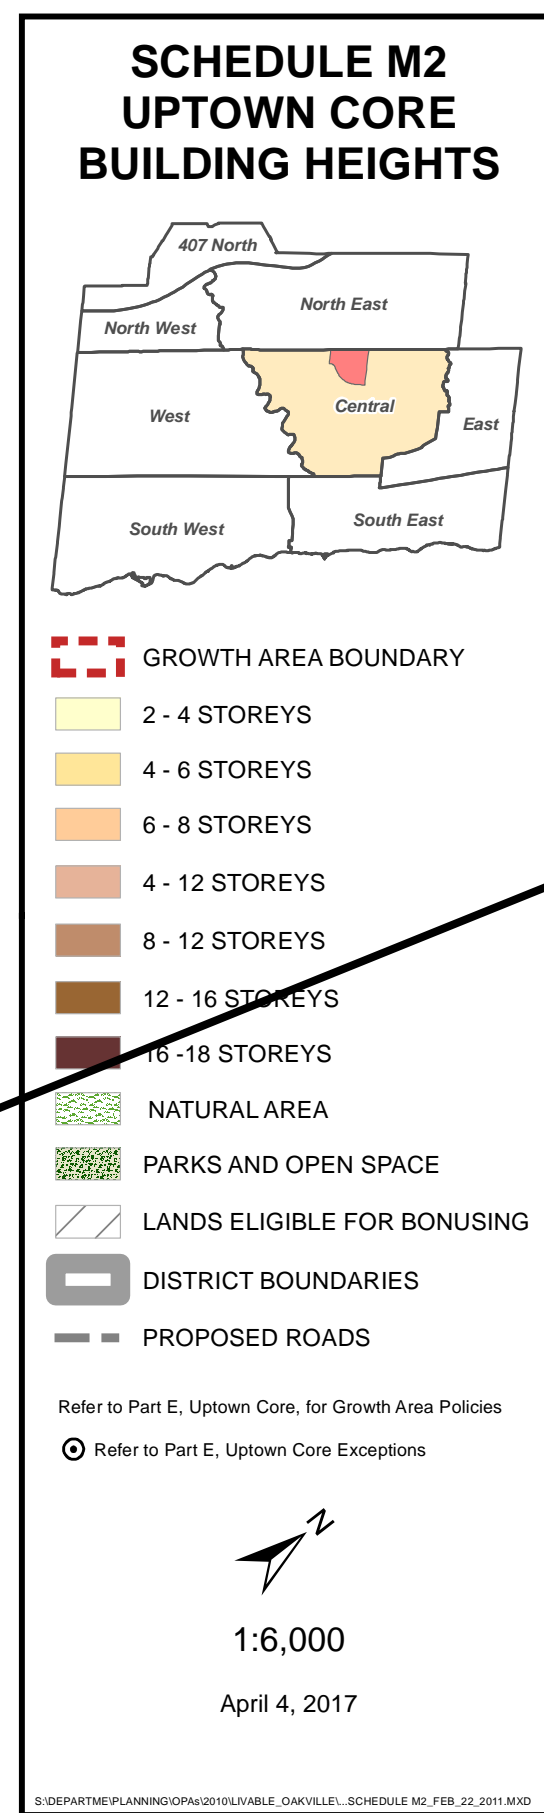 SCHEDULE M2
UPTOWN CORE
BUILDING HEIGHTS
407 North
North East
North West
West
Central
East
South West
South East
GROWTH AREA BOUNDARY
2 - 4 STOREYS
4 - 6 STOREYS
6 - 8 STOREYS
4 - 12 STOREYS
8 - 12 STOREYS
12 - 16 STOREYS
16 -18 STOREYS
NATURAL AREA
PARKS AND OPEN SPACE
LANDS ELIGIBLE FOR BONUSING
DISTRICT BOUNDARIES
PROPOSED ROADS
Refer to Part E, Uptown Core, for Growth Area Policies
Refer to Part E, Uptown Core Exceptions
N
1:6,000
April 4, 2017
S:\DEPARTME\PLANNING\OPAs\2010\LIVABLE_OAKVILLE\...SCHEDULE M2_FEB_22_2011.MXD